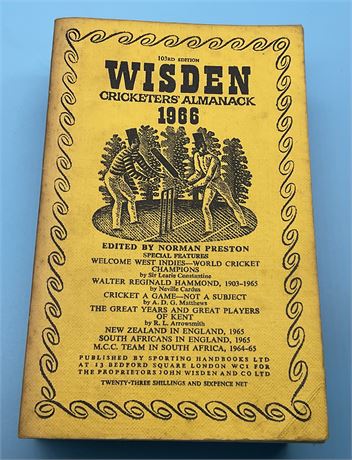 103RD EDITION
WISDEN
CRICKETERS' ALMANACK
1966
EDITED BY NORMAN PRESTON
SPECIAL FEATURES
WELCOME WEST INDIES—WORLD CRICKET
CHAMPIONS
by Sir Learie Constantine
WALTER REGINALD HAMMOND, 1903-1965
by Neville Cardus
CRICKET A GAME—NOT A SUBJECT
by A. D. G. Matthews
THE GREAT YEARS AND GREAT PLAYERS
OF KENT
by R. L. Arrowsmith
NEW ZEALAND IN ENGLAND, 1965
SOUTH AFRICANS IN ENGLAND, 1965
M.C.C. TEAM IN SOUTH AFRICA, 1964-65
PUBLISHED BY SPORTING HANDBOOKS LTD
AT 13 BEDFORD SQUARE LONDON WC1 FOR
THE PROPRIETORS JOHN WISDEN AND CO LTD
TWENTY-THREE SHILLINGS AND SIXPENCE NET